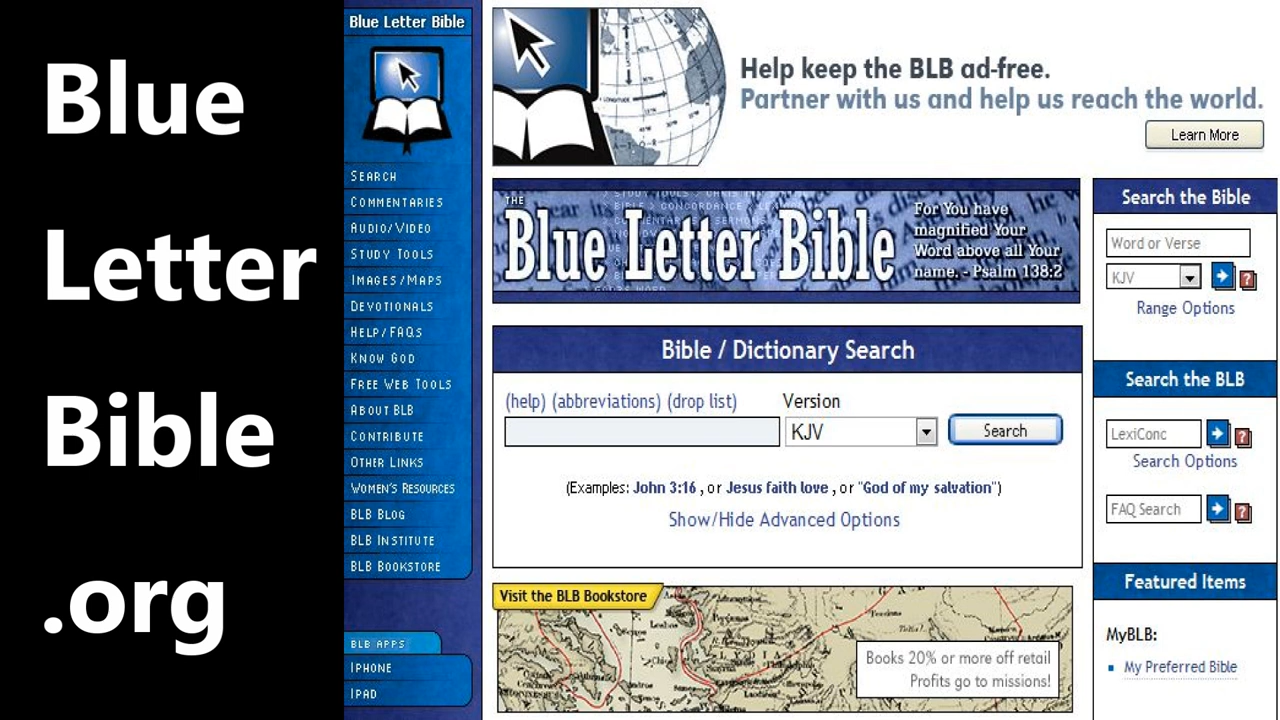 Blue
Letter
Bible
.org
Blue Letter Bible
SEARCH
COMMENTARIES
AUDIO/VIDEO
STUDY TOOLS
IMAGES/MAPS
DEVOTIONALS
HELP/FAQS
KNOW GOD
FREE WEB TOOLS
ABOUT BLB
CONTRIBUTE
OTHER LINKS
WOMEN'S RESOURCES
BLB BLOG
BLB INSTITUTE
BLB BOOKSTORE
BLB APPS
IPHONE
IPAD
Help keep the BLB ad-free.
Partner with us and help us reach the world.
Learn More
THE
Blue Letter Bible
For You have
magnified Your
Word above all Your
name. - Psalm 138:2
Bible / Dictionary Search
(help) (abbreviations) (drop list) Version
KJV Search
(Examples: John 3:16 , or Jesus faith love , or "God of my salvation")
Show/Hide Advanced Options
Visit the BLB Bookstore
Books 20% or more off retail
Profits go to missions!
Search the Bible
Word or Verse
KJV ?
Range Options
Search the BLB
LexiConc ?
Search Options
FAQ Search ?
Featured Items
MyBLB:
My Preferred Bible